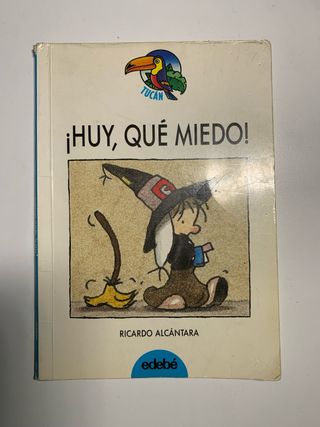 TUCÁN
¡HUY, QUÉ MIEDO!
RICARDO ALCÁNTARA
edebé